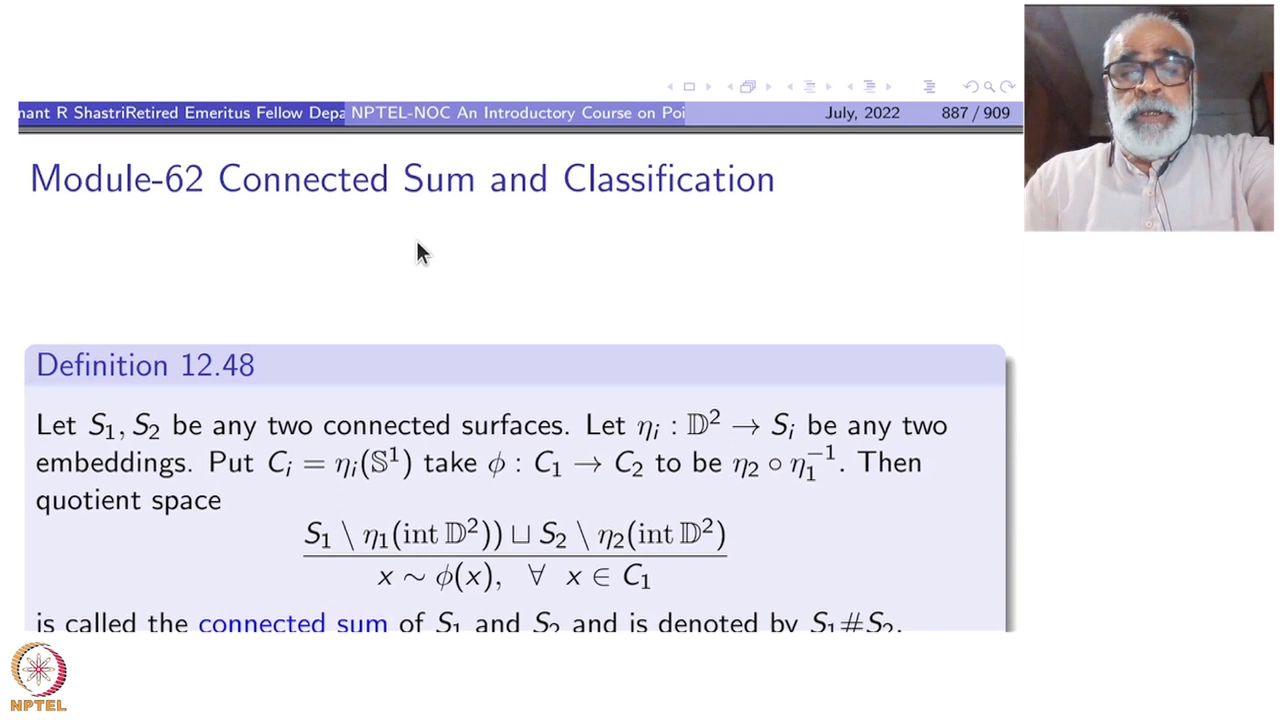 nant R ShastriRetired Emeritus Fellow Depa NPTEL-NOC An Introductory Course on Poi July, 2022 887 / 909
Module-62 Connected Sum and Classification
Definition 12.48
Let S₁, S₂ be any two connected surfaces. Let ηᵢ : 𝔻² → Sᵢ be any two
embeddings. Put Cᵢ = ηᵢ(𝕊¹) take ϕ : C₁ → C₂ to be η₂ ∘ η₁⁻¹. Then
quotient space
S₁ \ η₁(int 𝔻²)) ⊔ S₂ \ η₂(int 𝔻²)
x ∼ ϕ(x), ∀ x ∈ C₁
is called the connected sum of S₁ and S₂ and is denoted by S₁#S₂.
NPTEL